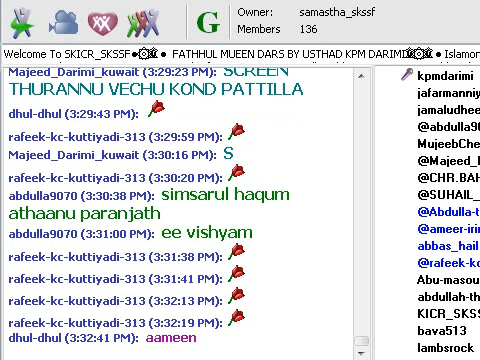 G
Owner: samastha_skssf
Members 136
Welcome To SKICR_SKSSF FATHHUL MUEEN DARS BY USTHAD KPM DARIMI Islamon
Majeed_Darimi_kuwait (3:29:23 PM): SCREEN
THURANNU VECHU KOND PATTILLA
dhul-dhul (3:29:43 PM):
rafeek-kc-kuttiyadi-313 (3:29:59 PM):
Majeed_Darimi_kuwait (3:30:16 PM): S
rafeek-kc-kuttiyadi-313 (3:30:20 PM):
abdulla9070 (3:30:38 PM): simsarul haqum
athaanu paranjath
abdulla9070 (3:31:00 PM): ee vishyam
rafeek-kc-kuttiyadi-313 (3:31:38 PM):
rafeek-kc-kuttiyadi-313 (3:31:41 PM):
rafeek-kc-kuttiyadi-313 (3:32:13 PM):
rafeek-kc-kuttiyadi-313 (3:32:19 PM):
dhul-dhul (3:32:41 PM): aameen
kpmdarimi
jafarmanniy
jamaludhee
@abdulla90
MujeebChe
@Majeed_I
@CHR.BAH
@SUHAIL_
@Abdulla-t
@ameer-irin
abbas_hail
@rafeek-kc
Abu-masou
abdullah-th
KICR_SKS
bava513
lambsrock